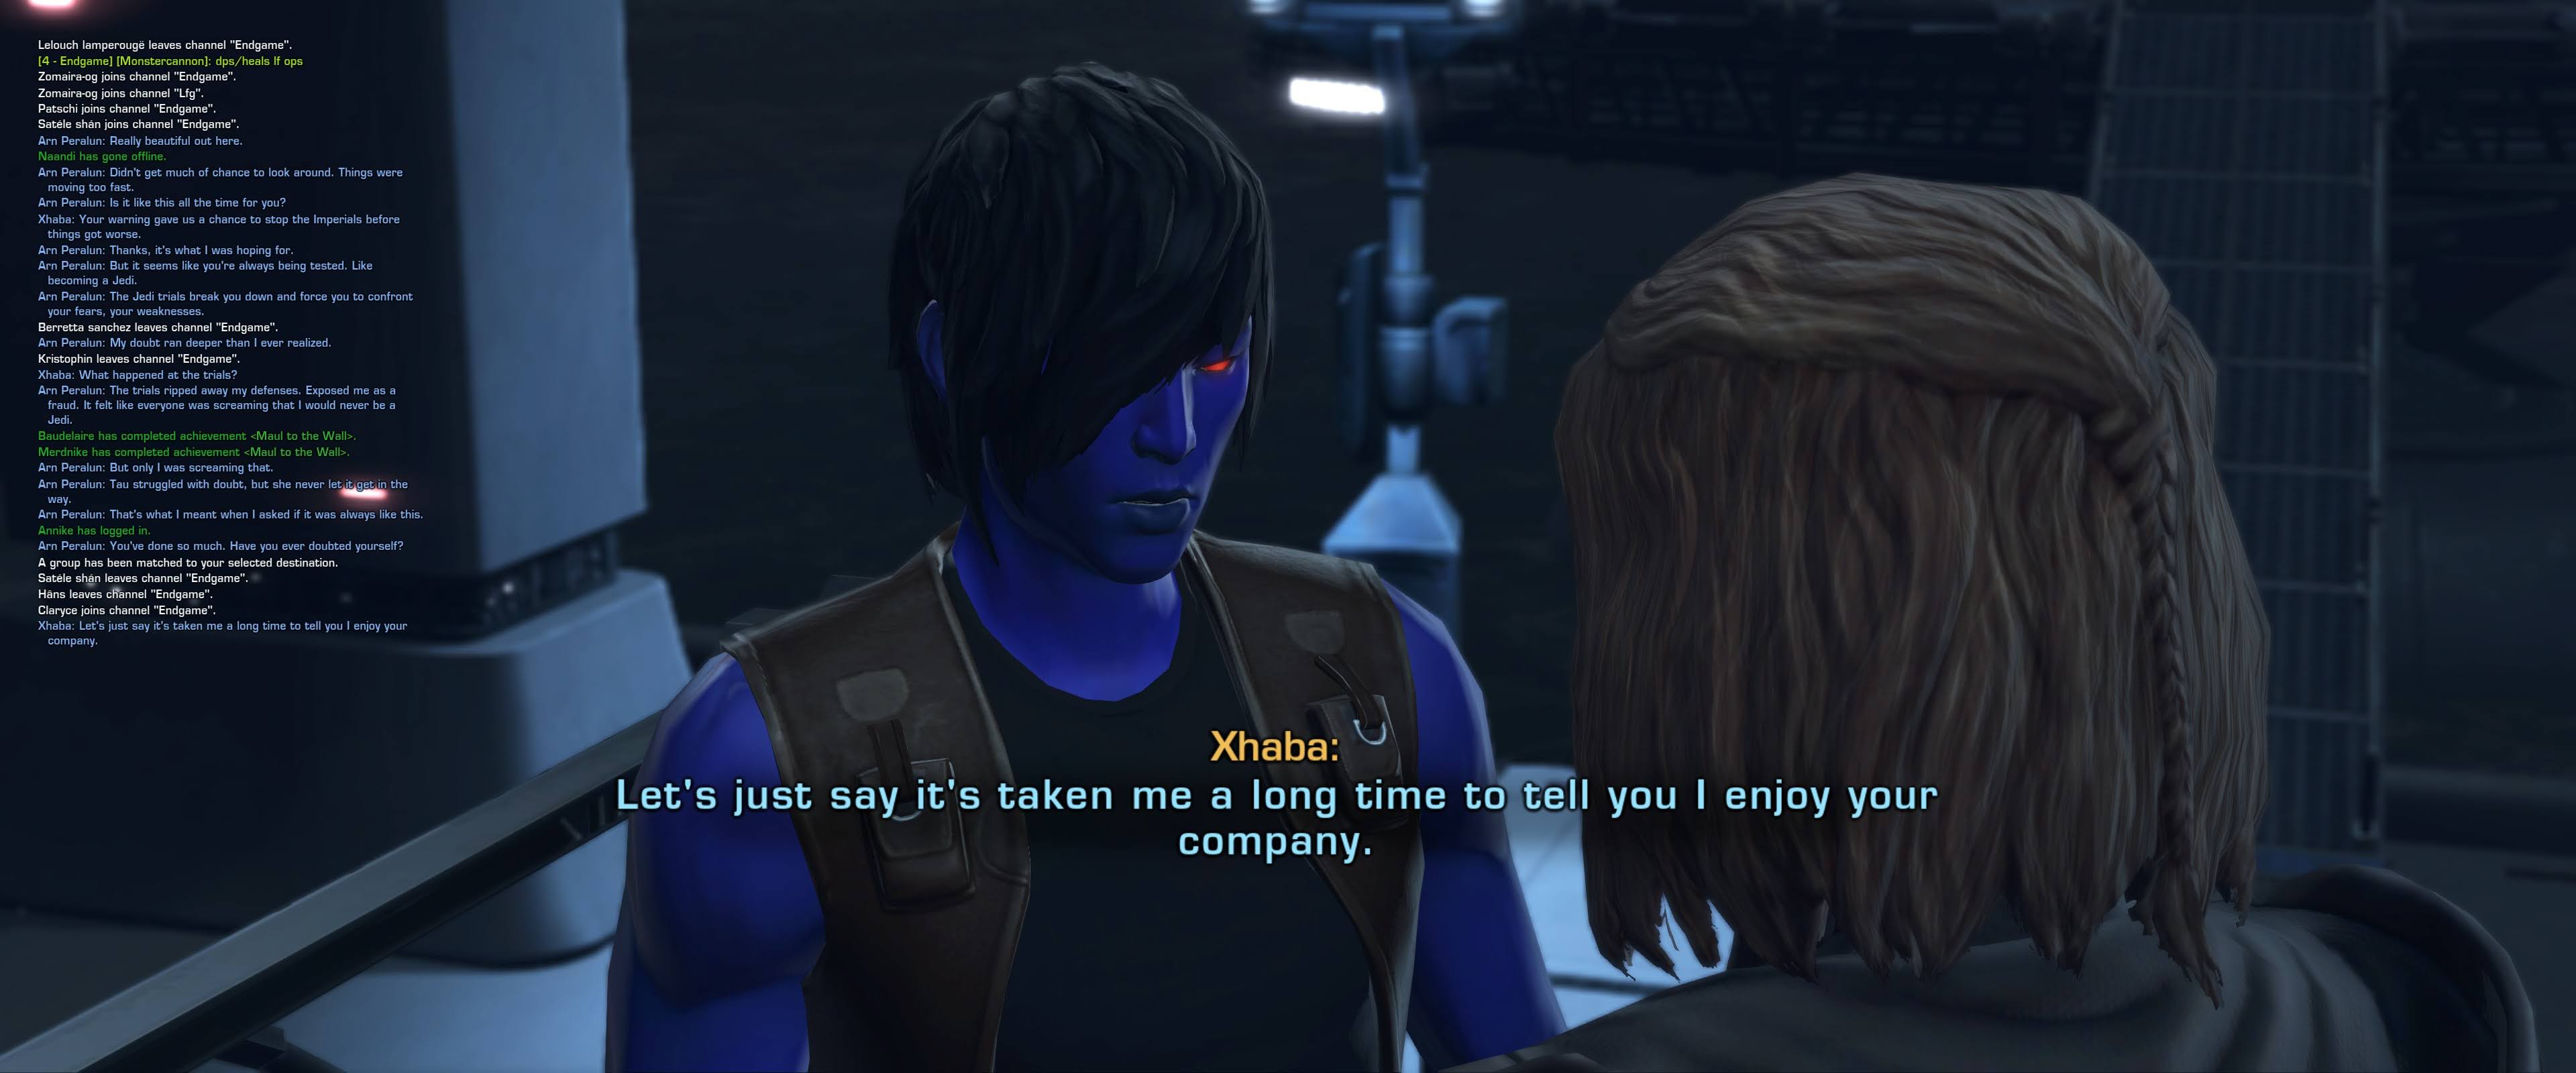 Lelouch lamperougë leaves channel "Endgame".
[4 - Endgame] [Monstercannon]: dps/heals lf ops
Zomaira-og joins channel "Endgame".
Zomaira-og joins channel "Lfg".
Patschi joins channel "Endgame".
Satéle shân joins channel "Endgame".
Arn Peralun: Really beautiful out here.
Naandi has gone offline.
Arn Peralun: Didn't get much of chance to look around. Things were
moving too fast.
Arn Peralun: Is it like this all the time for you?
Xhaba: Your warning gave us a chance to stop the Imperials before
things got worse.
Arn Peralun: Thanks, it's what I was hoping for.
Arn Peralun: But it seems like you're always being tested. Like
becoming a Jedi.
Arn Peralun: The Jedi trials break you down and force you to confront
your fears, your weaknesses.
Berretta sanchez leaves channel "Endgame".
Arn Peralun: My doubt ran deeper than I ever realized.
Kristophin leaves channel "Endgame".
Xhaba: What happened at the trials?
Arn Peralun: The trials ripped away my defenses. Exposed me as a
fraud. It felt like everyone was screaming that I would never be a
Jedi.
Baudelaire has completed achievement <Maul to the Wall>.
Merdnike has completed achievement <Maul to the Wall>.
Arn Peralun: But only I was screaming that.
Arn Peralun: Tau struggled with doubt, but she never let it get in the
way.
Arn Peralun: That's what I meant when I asked if it was always like this.
Annike has logged in.
Arn Peralun: You've done so much. Have you ever doubted yourself?
A group has been matched to your selected destination.
Satéle shân leaves channel "Endgame".
Hâns leaves channel "Endgame".
Claryce joins channel "Endgame".
Xhaba: Let's just say it's taken me a long time to tell you I enjoy your
company.
Xhaba:
Let's just say it's taken me a long time to tell you I enjoy your
company.